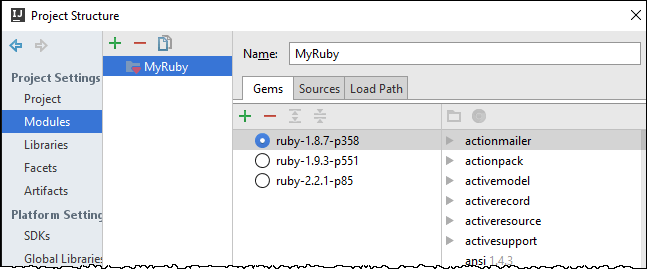 Project Structure
Project Settings
Project
Modules
Libraries
Facets
Artifacts
Platform Setting
SDKs
Global Libraries
MyRuby
Name: MyRuby
Gems Sources Load Path
ruby-1.8.7-p358
ruby-1.9.3-p551
ruby-2.2.1-p85
actionmailer
actionpack
activemodel
activerecord
activeresource
activesupport
ansi 1.4.3